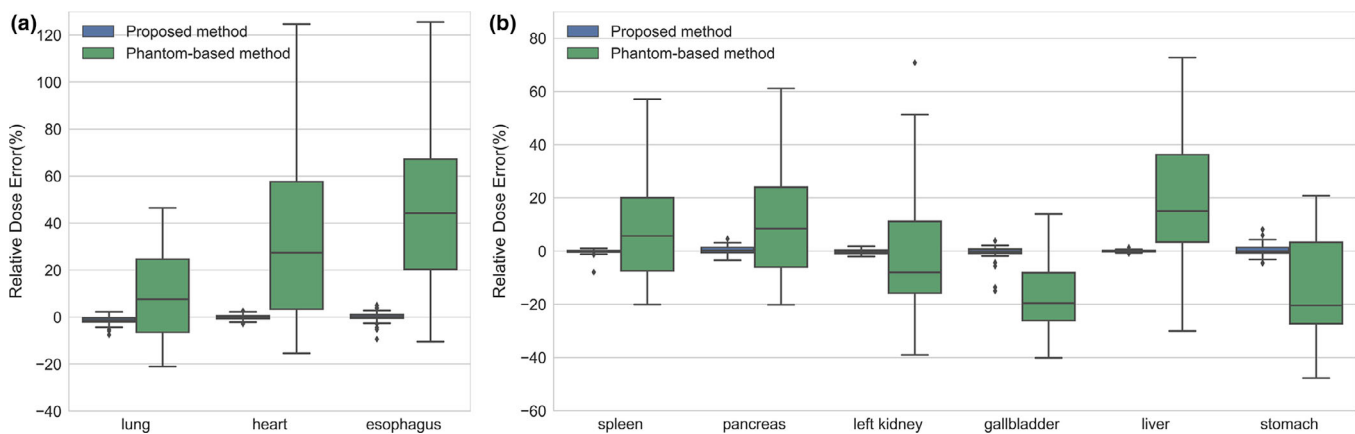 (a)
Proposed method
Phantom-based method
Relative Dose Error(%)
120
100
80
60
40
20
0
−20
−40
lung heart esophagus
(b)
Proposed method
Phantom-based method
Relative Dose Error(%)
80
60
40
20
0
−20
−40
−60
spleen pancreas left kidney gallbladder liver stomach